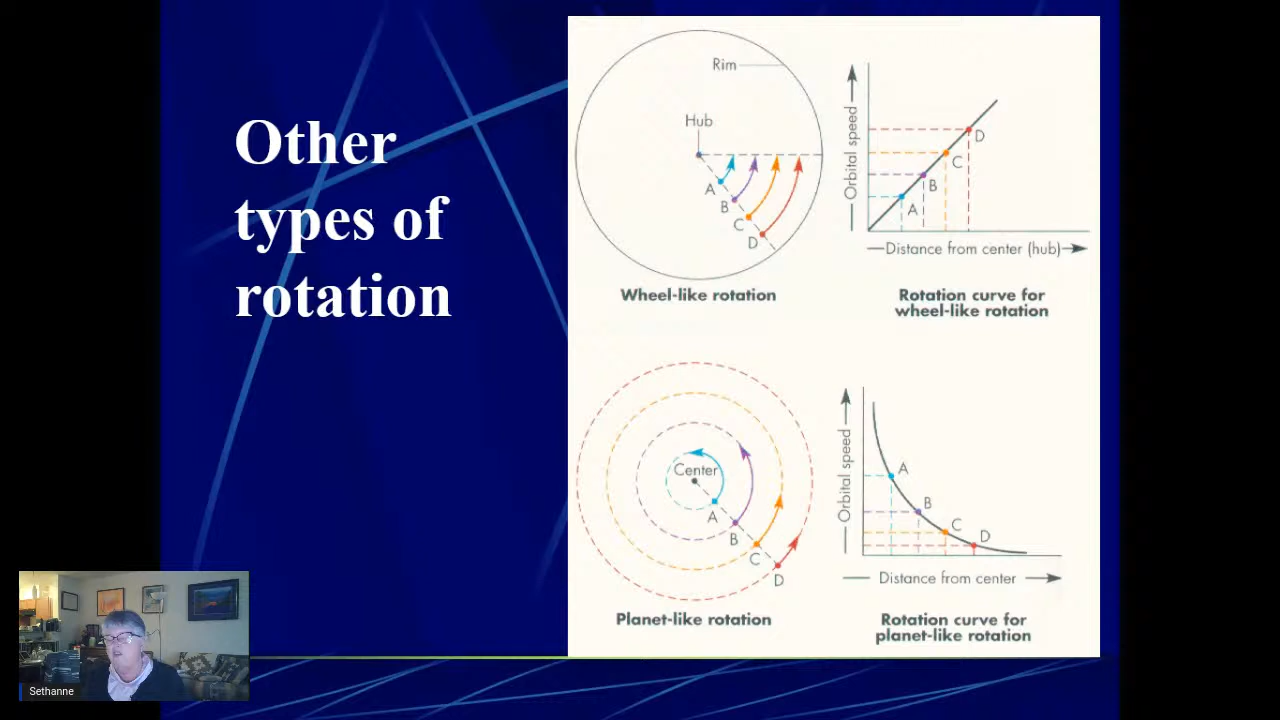 Other
types of
rotation
Rim
Hub
A
B
C
D
Wheel-like rotation
Orbital speed
A
B
C
D
Distance from center (hub)
Rotation curve for
wheel-like rotation
Center
A
B
C
D
Planet-like rotation
Orbital speed
A
B
C
D
Distance from center
Rotation curve for
planet-like rotation
Sethanne